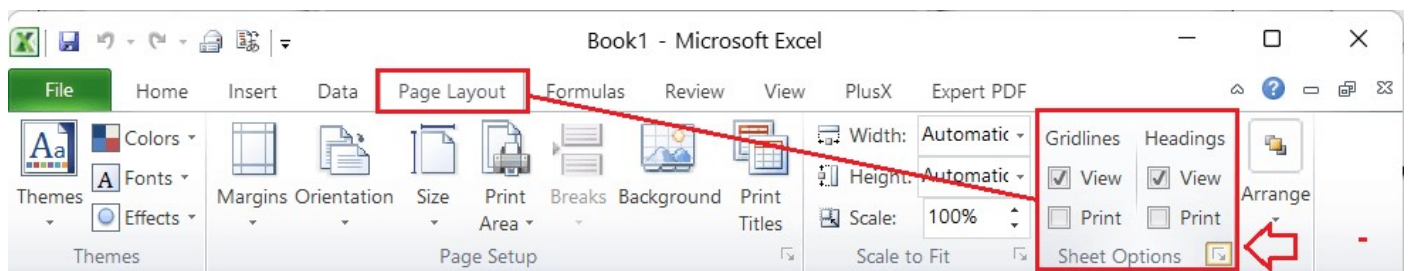 Book1 - Microsoft Excel
File Home Insert Data Page Layout Formulas Review View PlusX Expert PDF
Aa Colors Width: Automatic Gridlines Headings
A Fonts Height: Automatic View View
Themes Margins Orientation Size Print Area Breaks Background Print Titles Arrange
Effects Scale: 100% Print Print
Themes Page Setup Scale to Fit Sheet Options